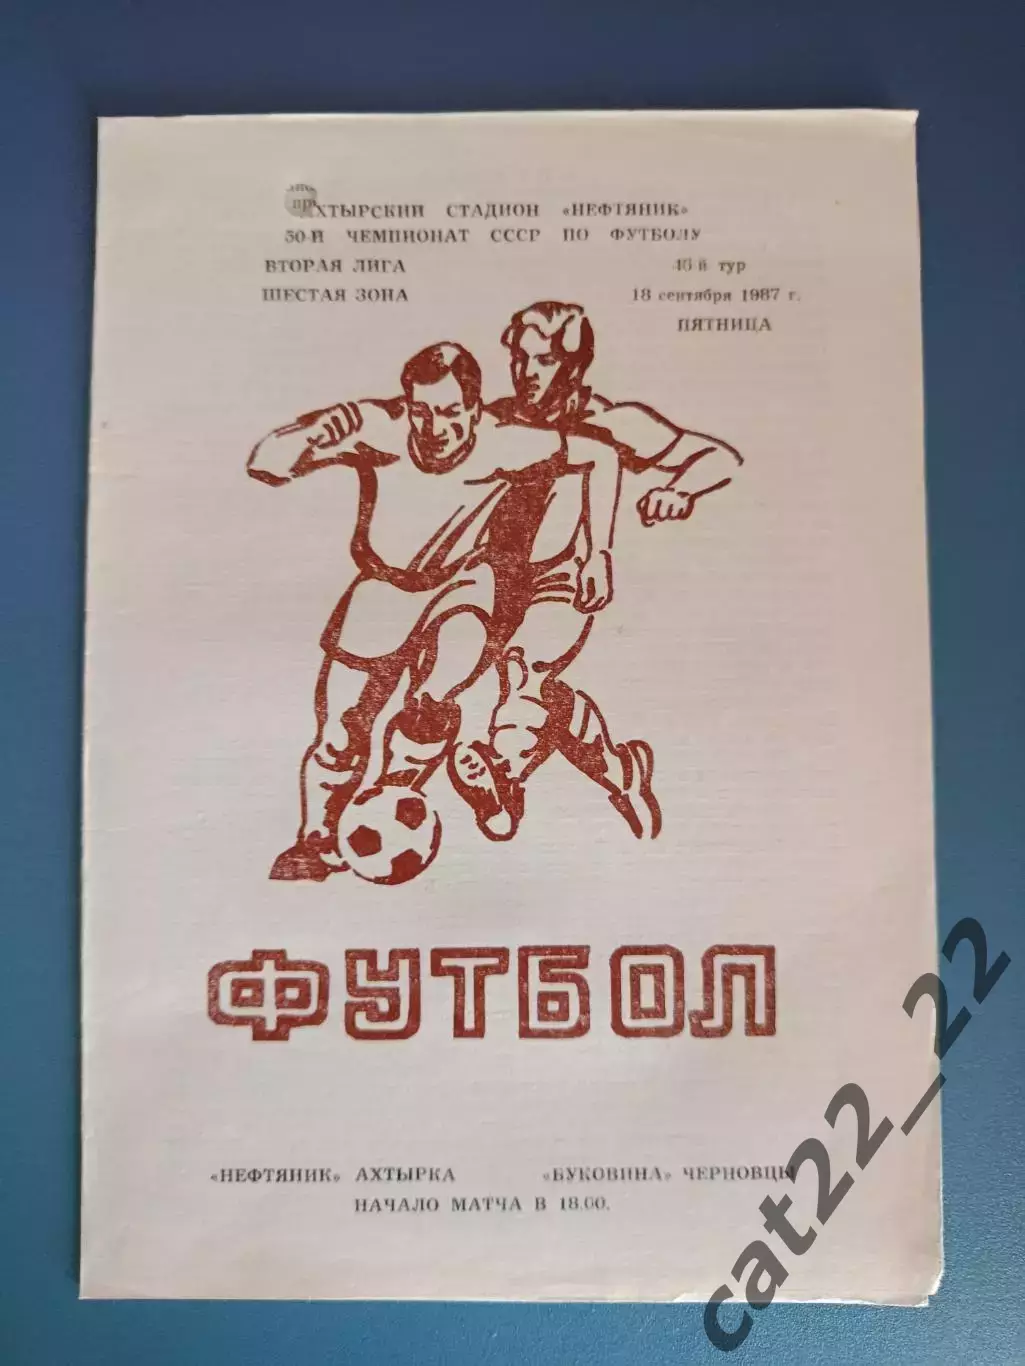 АХТЫРСКИЙ СТАДИОН «НЕФТЯНИК»
50-Й ЧЕМПИОНАТ СССР ПО ФУТБОЛУ
ВТОРАЯ ЛИГА
ШЕСТАЯ ЗОНА
46-й тур
18 сентября 1987 г.
ПЯТНИЦА
ФУТБОЛ
«НЕФТЯНИК» АХТЫРКА «БУКОВИНА» ЧЕРНОВЦЫ
НАЧАЛО МАТЧА В 18.00.
cat22_22